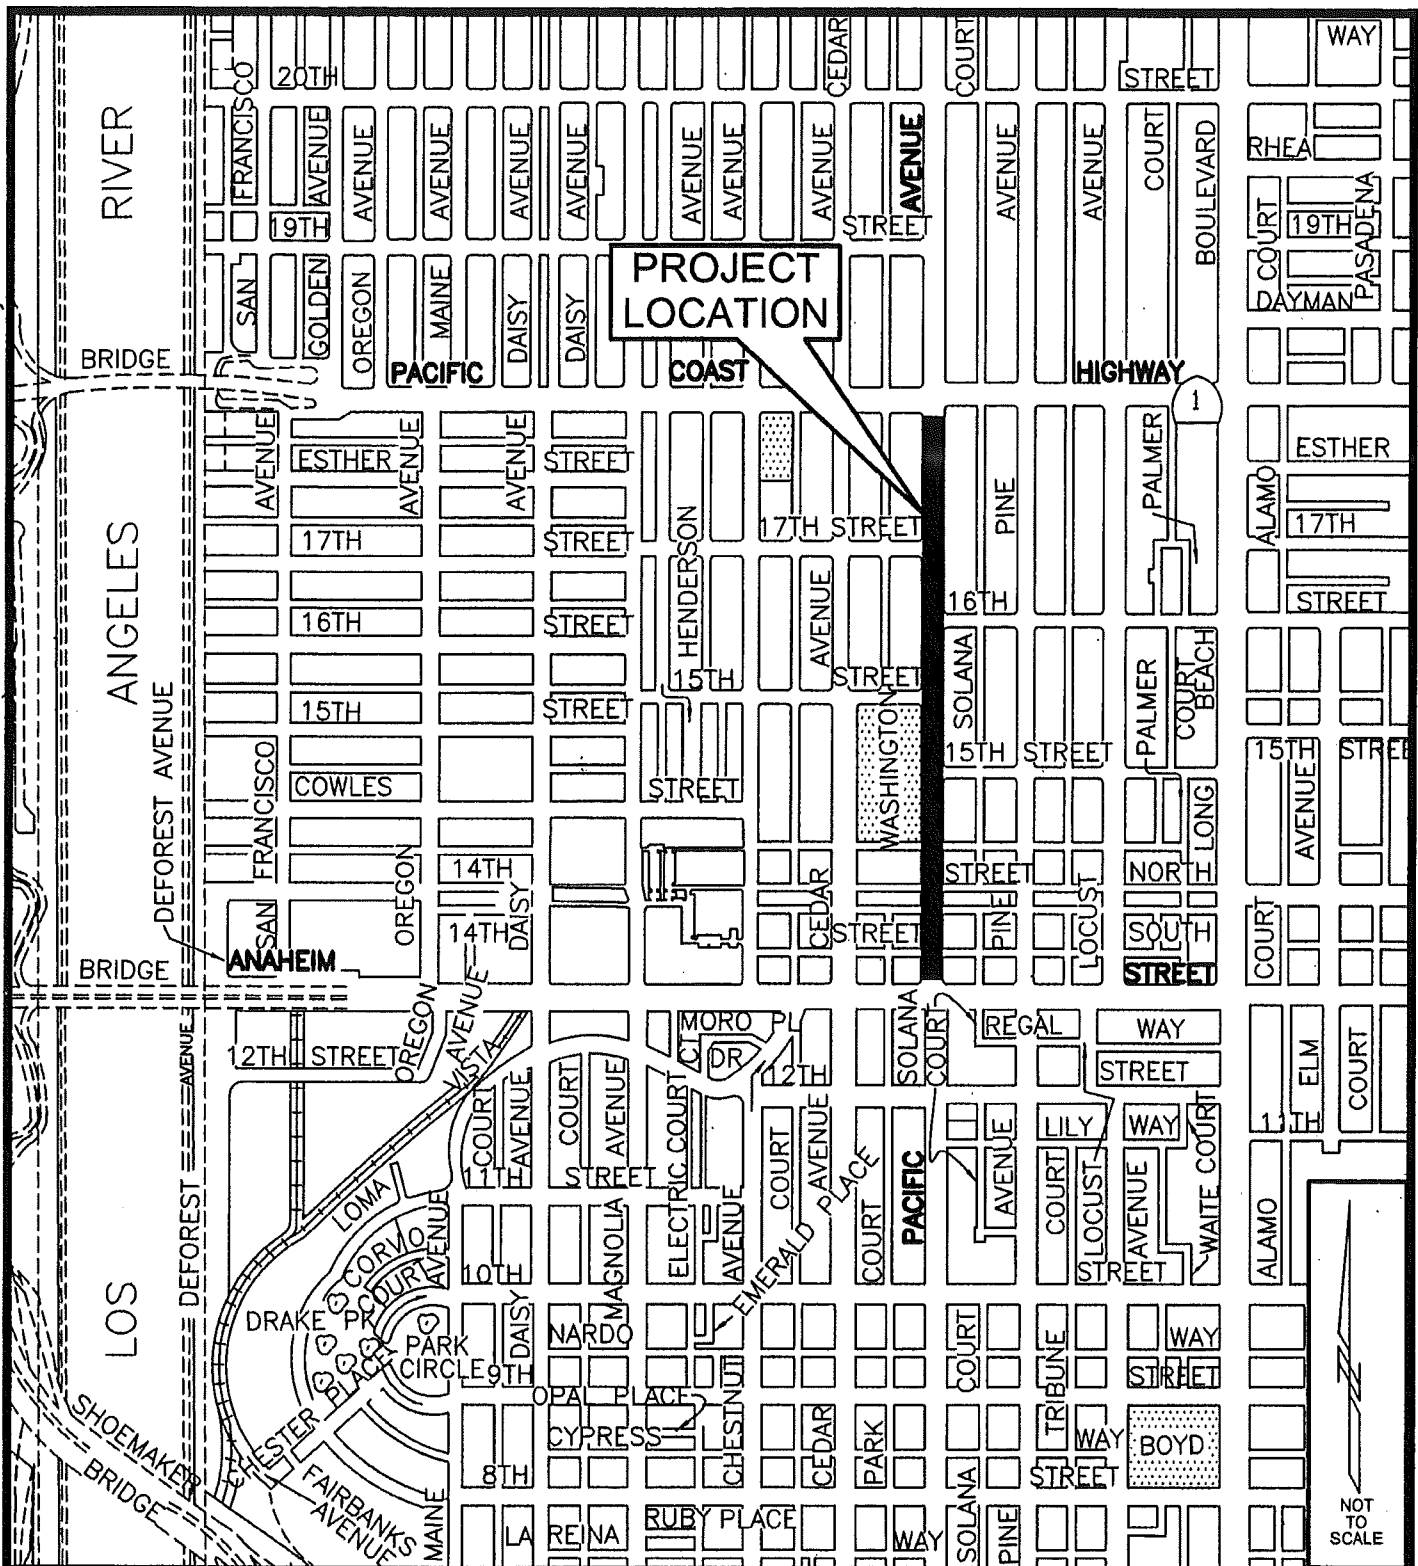 WAY
CEDAR
COURT
FRANCISCO
20TH
STREET
RIVER
AVENUE
AVENUE
AVENUE
AVENUE
AVENUE
AVENUE
AVENUE
AVENUE
AVENUE
AVENUE
AVENUE
COURT
BOULEVARD
RHEA
19TH
STREET
COURT
19TH
PASADENA
SAN
GOLDEN
OREGON
MAINE
DAISY
DAISY
PROJECT
LOCATION
DAYMAN
BRIDGE
PACIFIC
COAST
HIGHWAY
1
AVENUE
ESTHER
AVENUE
AVENUE
STREET
PALMER
ESTHER
PINE
ALAMO
17TH STREET
17TH
17TH
STREET
HENDERSON
ANGELES
16TH
STREET
AVENUE
16TH
STREET
15TH
STREET
SOLANA
PALMER
COURT
BEACH
DEFOREST AVENUE
15TH
STREET
WASHINGTON
15TH
STREET
15TH
STREE
FRANCISCO
COWLES
STREET
LONG
AVENUE
14TH
STREET
NORTH
OREGON
CEDAR
SAN
14TH
DAISY
STREET
PINE
LOCUST
SOUTH
COURT
ANAHEIM
STREET
BRIDGE
AVENUE
12TH
STREET
OREGON
AVENUE
VISTA
MORO
PL
CT
DR
12TH
SOLANA
COURT
REGAL
WAY
STREET
ELM
COURT
COURT
AVENUE
COURT
AVENUE
ELECTRIC COURT
COURT
AVENUE
LILY
WAY
11TH
WAITE COURT
11TH
STREET
AVENUE
EMERALD PLACE
COURT
PACIFIC
AVENUE
COURT
LOCUST
AVENUE
ALAMO
LOMA
CORVO
COURT
AVENUE
10TH
MAGNOLIA
STREET
DEFOREST
LOS
DRAKE PK
PARK
CIRCLE
9TH
DAISY
NARDO
COURT
TRIBUNE
WAY
STREET
CHESTER PLACE
OPAL PLACE
CYPRESS
CHESTNUT
CEDAR
PARK
WAY
BOYD
SHOEMAKER
BRIDGE
FAIRBANKS
AVENUE
8TH
STREET
MAINE
LA
REINA
RUBY PLACE
WAY
SOLANA
PINE
N
NOT
TO
SCALE